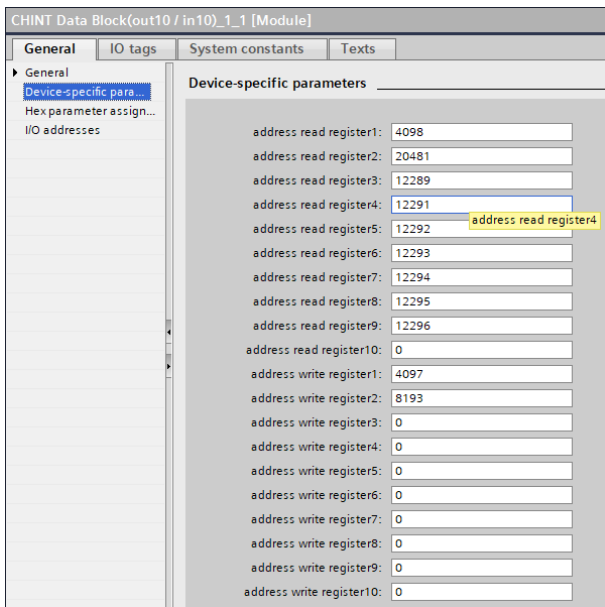 CHINT Data Block(out10 / in10)_1_1 [Module]
General IO tags System constants Texts
General
Device-specific para...
Hex parameter assign...
I/O addresses
Device-specific parameters
address read register1: 4098
address read register2: 20481
address read register3: 12289
address read register4: 12291
address read register4
address read register5: 12292
address read register6: 12293
address read register7: 12294
address read register8: 12295
address read register9: 12296
address read register10: 0
address write register1: 4097
address write register2: 8193
address write register3: 0
address write register4: 0
address write register5: 0
address write register6: 0
address write register7: 0
address write register8: 0
address write register9: 0
address write register10: 0